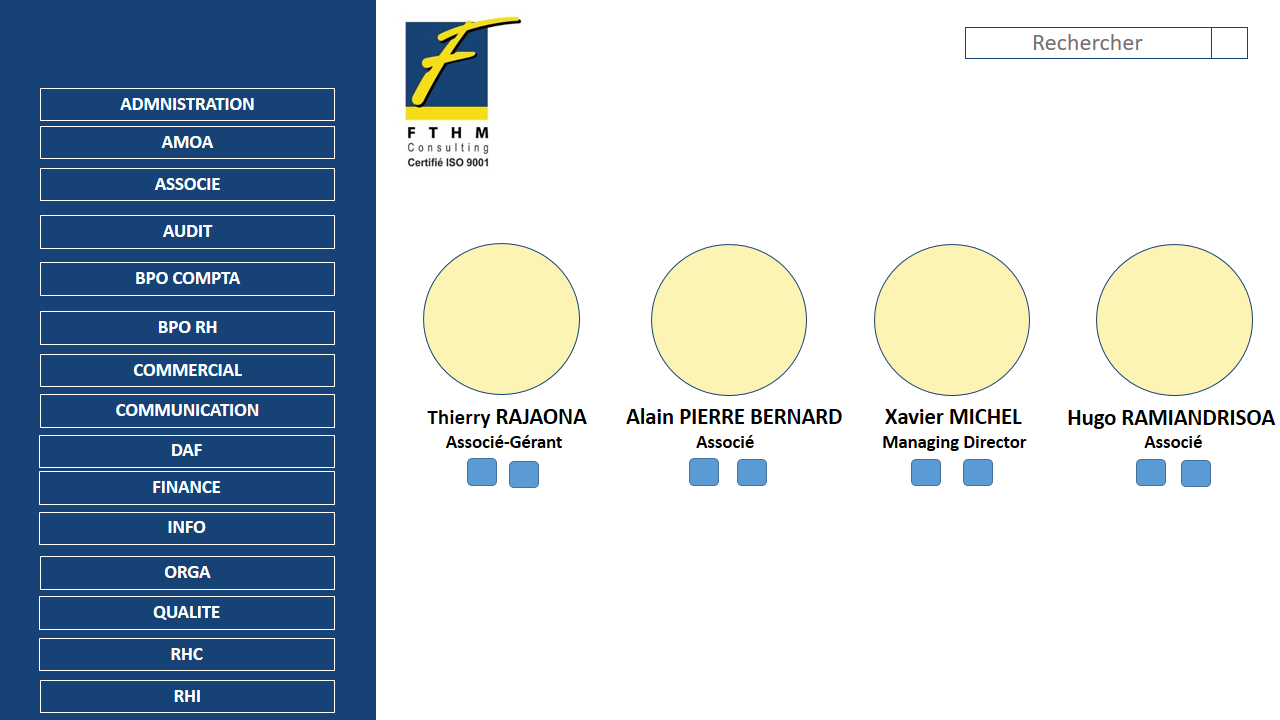 ADMNISTRATION
AMOA
ASSOCIE
AUDIT
BPO COMPTA
BPO RH
COMMERCIAL
COMMUNICATION
DAF
FINANCE
INFO
ORGA
QUALITE
RHC
RHI
F T H M
Consulting
Certifié ISO 9001
Rechercher
Thierry RAJAONA
Associé-Gérant
Alain PIERRE BERNARD
Associé
Xavier MICHEL
Managing Director
Hugo RAMIANDRISOA
Associé